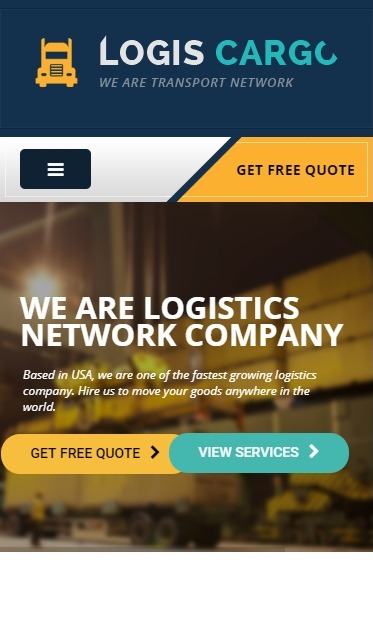 LOGIS CARGO
WE ARE TRANSPORT NETWORK
GET FREE QUOTE
WE ARE LOGISTICS
NETWORK COMPANY
Based in USA, we are one of the fastest growing logistics
company. Hire us to move your goods anywhere in the
world.
GET FREE QUOTE
VIEW SERVICES